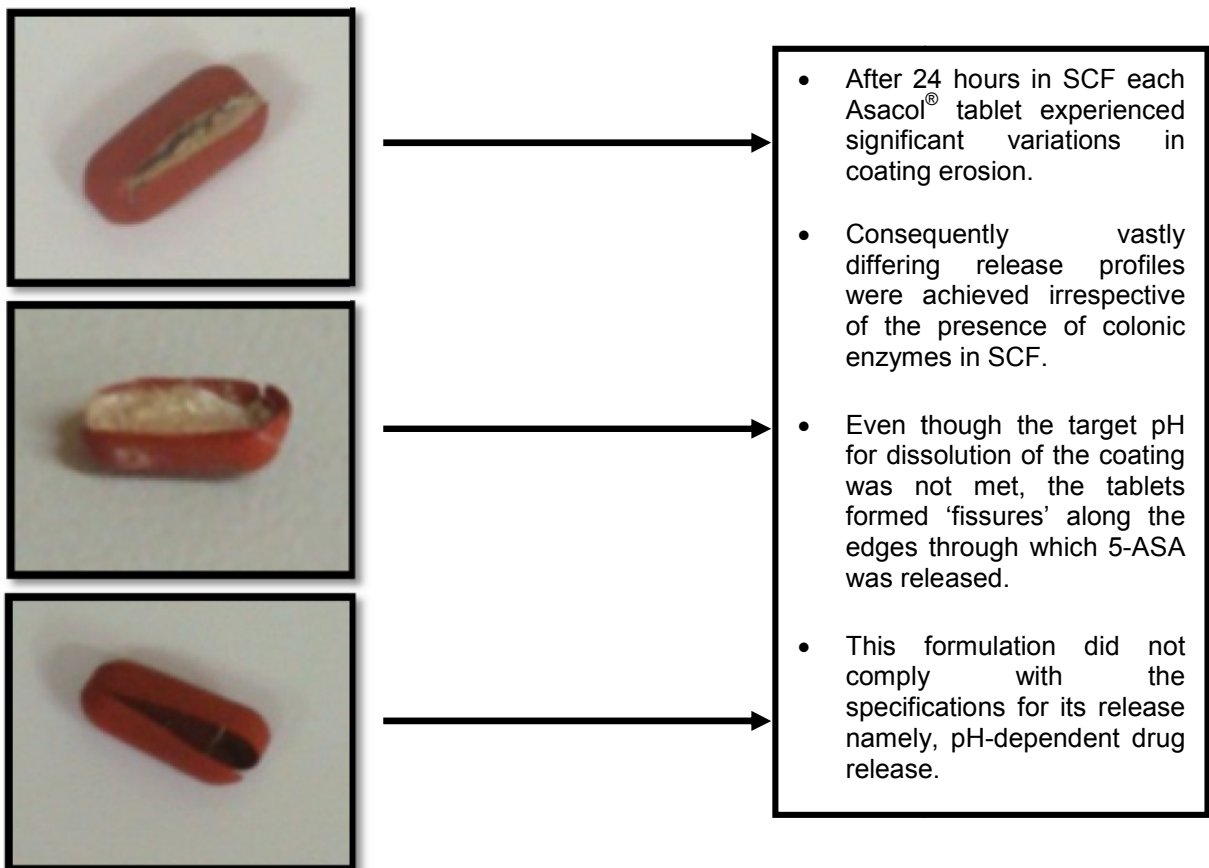 • After 24 hours in SCF each
Asacol® tablet experienced
significant variations in
coating erosion.
• Consequently vastly
differing release profiles
were achieved irrespective
of the presence of colonic
enzymes in SCF.
• Even though the target pH
for dissolution of the coating
was not met, the tablets
formed ‘fissures’ along the
edges through which 5-ASA
was released.
• This formulation did not
comply with the
specifications for its release
namely, pH-dependent drug
release.